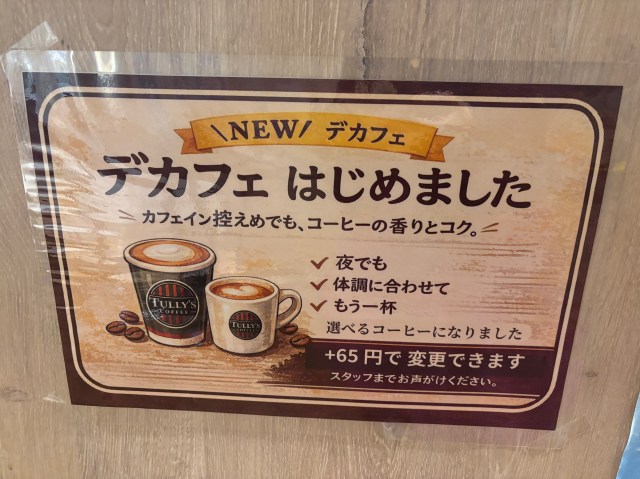 \NEW/ デカフェ
デカフェ はじめました
カフェイン控えめでも、コーヒーの香りとコク。
✓ 夜でも
✓ 体調に合わせて
✓ もう一杯
選べるコーヒーになりました
+65円で 変更できます
スタッフまでお声がけください。
TULLY'S
COFFEE
TULLY'S
COFFEE